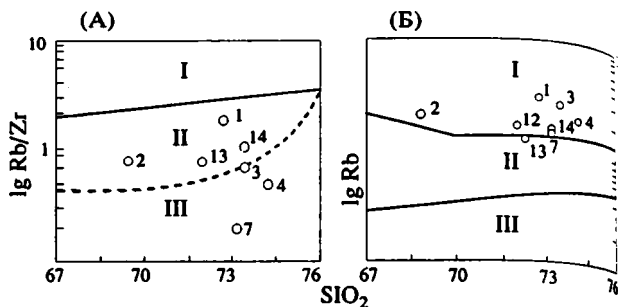 (А) (Б)
10
I I
1 1 3
II 2
14 12 14 4
lg Rb/Zr 2 13 lg Rb 7
1 3 13 II
4
III
7 III
67 70 73 76 67 70 73 76
SIO₂